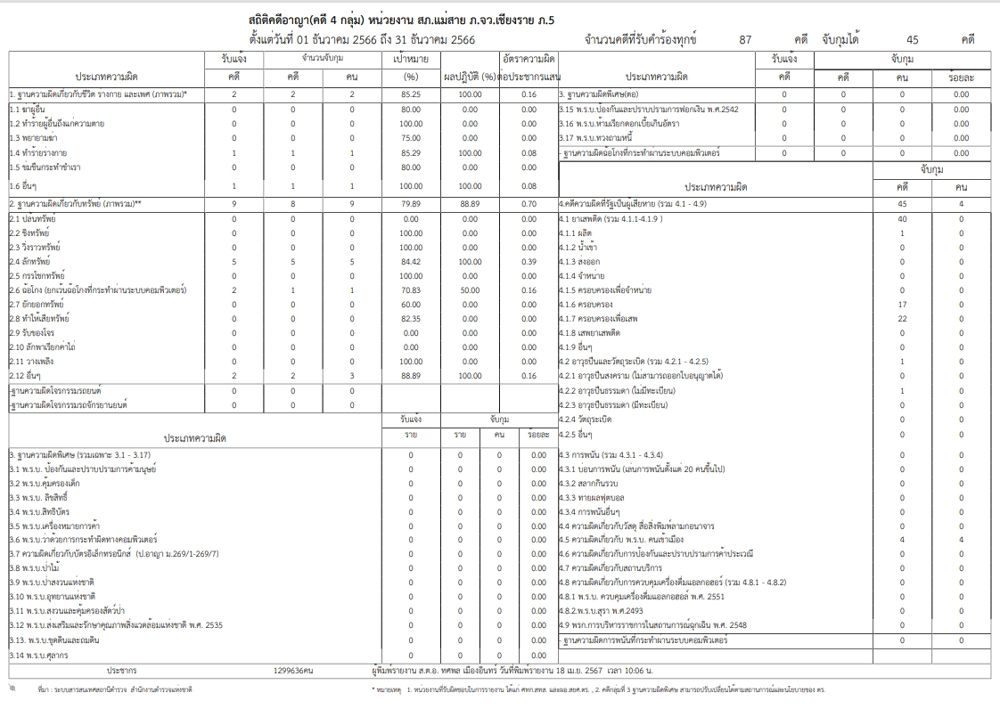 สถิติคดีอาญา(คดี 4 กลุ่ม) หน่วยงาน สภ.แม่สาย ภ.จว.เชียงราย ภ.5
ตั้งแต่วันที่ 01 ธันวาคม 2566 ถึง 31 ธันวาคม 2566 จำนวนคดีที่รับคำร้องทุกข์ 87 คดี จับกุมได้ 45 คดี
ประเภทความผิด รับแจ้ง จำนวนจับกุม เป้าหมาย ผลปฏิบัติ (%) อัตราความผิด
คดี คดี คน (%) ต่อประชากรแสน
1. ฐานความผิดเกี่ยวกับชีวิต ร่างกาย และเพศ (ภาพรวม)* 2 2 2 85.25 100.00 0.16
1.1 ฆ่าผู้อื่น 0 0 0 80.00 0.00 0.00
1.2 ทำร้ายผู้อื่นถึงแก่ความตาย 0 0 0 100.00 0.00 0.00
1.3 พยายามฆ่า 0 0 0 75.00 0.00 0.00
1.4 ทำร้ายร่างกาย 1 1 1 85.29 100.00 0.08
1.5 ข่มขืนกระทำชำเรา 0 0 0 80.00 0.00 0.00
1.6 อื่นๆ 1 1 1 100.00 100.00 0.08
2. ฐานความผิดเกี่ยวกับทรัพย์ (ภาพรวม)** 9 8 9 79.89 88.89 0.70
2.1 ปล้นทรัพย์ 0 0 0 0.00 0.00 0.00
2.2 ชิงทรัพย์ 0 0 0 100.00 0.00 0.00
2.3 วิ่งราวทรัพย์ 0 0 0 100.00 0.00 0.00
2.4 ลักทรัพย์ 5 5 5 84.42 100.00 0.39
2.5 กรรโชกทรัพย์ 0 0 0 100.00 0.00 0.00
2.6 ฉ้อโกง (ยกเว้นฉ้อโกงที่กระทำผ่านระบบคอมพิวเตอร์) 2 1 1 70.83 50.00 0.16
2.7 ยักยอกทรัพย์ 0 0 0 60.00 0.00 0.00
2.8 ทำให้เสียทรัพย์ 0 0 0 82.35 0.00 0.00
2.9 รับของโจร 0 0 0 0.00 0.00 0.00
2.10 ลักพาเรียกค่าไถ่ 0 0 0 0.00 0.00 0.00
2.11 วางเพลิง 0 0 0 100.00 0.00 0.00
2.12 อื่นๆ 2 2 3 88.89 100.00 0.16
-ฐานความผิดโจรกรรมรถยนต์ 0 0 0
-ฐานความผิดโจรกรรมรถจักรยานยนต์ 0 0 0
ประเภทความผิด รับแจ้ง จับกุม
ราย ราย คน ร้อยละ
3. ฐานความผิดพิเศษ (รวมเฉพาะ 3.1 - 3.17) 0 0 0 0.00
3.1 พ.ร.บ. ป้องกันและปราบปรามการค้ามนุษย์ 0 0 0 0.00
3.2 พ.ร.บ.คุ้มครองเด็ก 0 0 0 0.00
3.3 พ.ร.บ. ลิขสิทธิ์ 0 0 0 0.00
3.4 พ.ร.บ.สิทธิบัตร 0 0 0 0.00
3.5 พ.ร.บ.เครื่องหมายการค้า 0 0 0 0.00
3.6 พ.ร.บ.ว่าด้วยการกระทำผิดทางคอมพิวเตอร์ 0 0 0 0.00
3.7 ความผิดเกี่ยวกับบัตรอิเล็กทรอนิกส์ (ป.อาญา ม.269/1-269/7) 0 0 0 0.00
3.8 พ.ร.บ.ป่าไม้ 0 0 0 0.00
3.9 พ.ร.บ.ป่าสงวนแห่งชาติ 0 0 0 0.00
3.10 พ.ร.บ.อุทยานแห่งชาติ 0 0 0 0.00
3.11 พ.ร.บ.สงวนและคุ้มครองสัตว์ป่า 0 0 0 0.00
3.12 พ.ร.บ.ส่งเสริมและรักษาคุณภาพสิ่งแวดล้อมแห่งชาติ พ.ศ. 2535 0 0 0 0.00
3.13. พ.ร.บ.ขุดดินและถมดิน 0 0 0 0.00
3.14 พ.ร.บ.ศุลากร 0 0 0 0.00
ประเภทความผิด รับแจ้ง จับกุม
คดี คดี คน ร้อยละ
3. ฐานความผิดพิเศษ(ต่อ) 0 0 0 0.00
3.15 พ.ร.บ.ป้องกันและปราบปรามการฟอกเงิน พ.ศ.2542 0 0 0 0.00
3.16 พ.ร.บ.ห้ามเรียกดอกเบี้ยเกินอัตรา 0 0 0 0.00
3.17 พ.ร.บ.ทวงถามหนี้ 0 0 0 0.00
- ฐานความผิดฉ้อโกงที่กระทำผ่านระบบคอมพิวเตอร์ 0 0 0 0.00
ประเภทความผิด จับกุม
คดี คน
4.คดีความผิดที่รัฐเป็นผู้เสียหาย (รวม 4.1 - 4.9) 45 4
4.1 ยาเสพติด (รวม 4.1.1-4.1.9 ) 40 0
4.1.1 ผลิต 1 0
4.1.2 นำเข้า 0 0
4.1.3 ส่งออก 0 0
4.1.4 จำหน่าย 0 0
4.1.5 ครอบครองเพื่อจำหน่าย 0 0
4.1.6 ครอบครอง 17 0
4.1.7 ครอบครองเพื่อเสพ 22 0
4.1.8 เสพยาเสพติด 0 0
4.1.9 อื่นๆ 0 0
4.2 อาวุธปืนและวัตถุระเบิด (รวม 4.2.1 - 4.2.5) 1 0
4.2.1 อาวุธปืนสงคราม (ไม่สามารถออกใบอนุญาตได้) 0 0
4.2.2 อาวุธปืนธรรมดา (ไม่มีทะเบียน) 1 0
4.2.3 อาวุธปืนธรรมดา (มีทะเบียน) 0 0
4.2.4 วัตถุระเบิด 0 0
4.2.5 อื่นๆ 0 0
4.3 การพนัน (รวม 4.3.1 - 4.3.4) 0 0
4.3.1 บ่อนการพนัน (เล่นการพนันตั้งแต่ 20 คนขึ้นไป) 0 0
4.3.2 สลากกินรวบ 0 0
4.3.3 ทายผลฟุตบอล 0 0
4.3.4 การพนันอื่นๆ 0 0
4.4 ความผิดเกี่ยวกับวัสดุ สื่อสิ่งพิมพ์ลามกอนาจาร 0 0
4.5 ความผิดเกี่ยวกับ พ.ร.บ. คนเข้าเมือง 4 4
4.6 ความผิดเกี่ยวกับการป้องกันและปราบปรามการค้าประเวณี 0 0
4.7 ความผิดเกี่ยวกับสถานบริการ 0 0
4.8 ความผิดเกี่ยวกับการควบคุมเครื่องดื่มแอลกอฮอร์ (รวม 4.8.1 - 4.8.2) 0 0
4.8.1 พ.ร.บ. ควบคุมเครื่องดื่มแอลกอฮอล์ พ.ศ. 2551 0 0
4.8.2.พ.ร.บ.สุรา พ.ศ.2493 0 0
4.9 พรก.การบริหารราชการในสถานการณ์ฉุกเฉิน พ.ศ. 2548 0 0
- ฐานความผิดการพนันที่กระทำผ่านระบบคอมพิวเตอร์ 0 0
ประชากร 1299636คน ผู้พิมพ์รายงาน ส.ต.อ. ทศพล เมืองอินทร์ วันที่พิมพ์รายงาน 18 เม.ย. 2567 เวลา 10:06 น.
ที่มา : ระบบสารสนเทศสถานีตำรวจ สำนักงานตำรวจแห่งชาติ * หมายเหตุ 1. หน่วยงานที่รับผิดชอบในการรายงาน ได้แก่ ศทก.สทส. และผอ.สยศ.ตร. , 2. คดีกลุ่มที่ 3 ฐานความผิดพิเศษ สามารถปรับเปลี่ยนได้ตามสถานการณ์และนโยบายของ ตร.